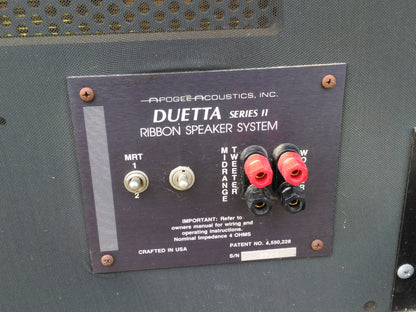 APOGEE ACOUSTICS, INC.
DUETTA SERIES II
RIBBON SPEAKER SYSTEM
MRT
1
2
MIDRANGE
TWEETER
IMPORTANT: Refer to
owners manual for wiring and
operating instructions.
Nominal Impedance 4 OHMS
CRAFTED IN USA
PATENT NO. 4,550,228
S/N